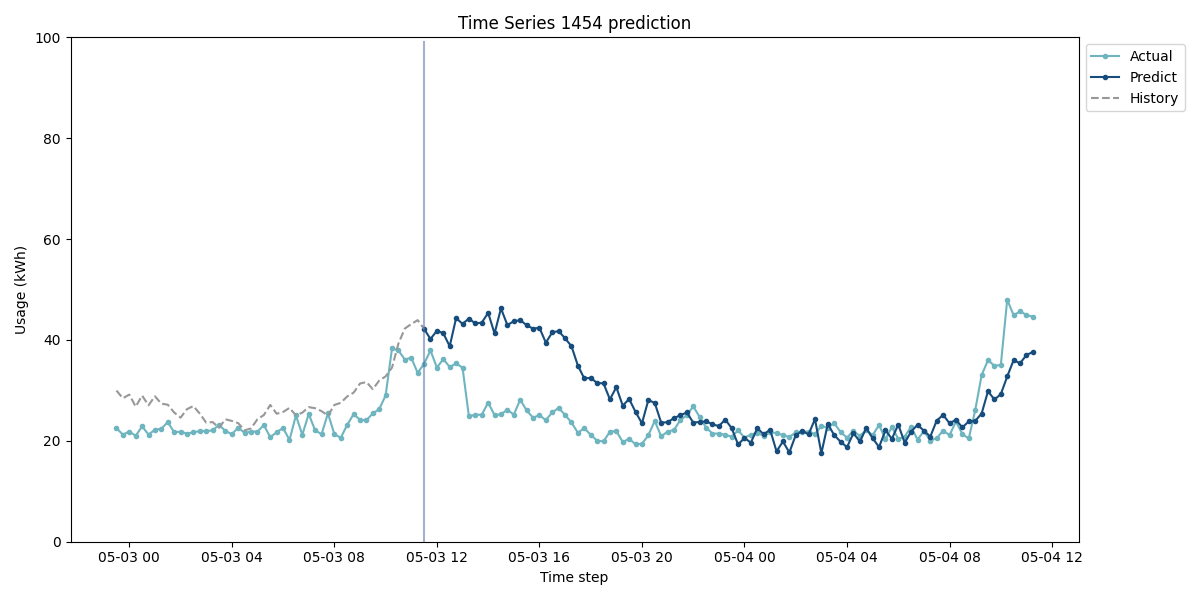 Time Series 1454 prediction
100
80
60
40
20
0
Usage (kWh)
05-03 00 05-03 04 05-03 08 05-03 12 05-03 16 05-03 20 05-04 00 05-04 04 05-04 08 05-04 12
Time step
Actual
Predict
History